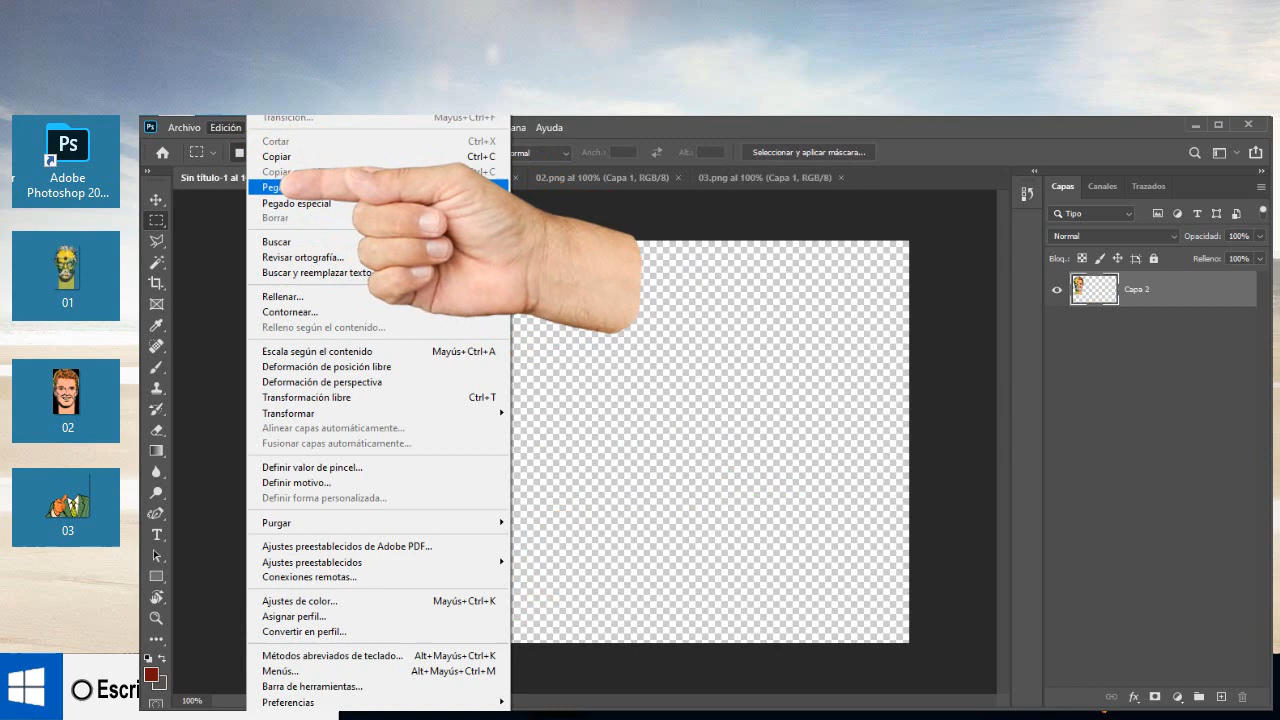 Ps
Adobe
Photoshop 20...
01
02
03
Escri
Ps Archivo Edición
ana Ayuda
Transición... Mayús+Ctrl+F
Cortar Ctrl+X
Copiar Ctrl+C
Copiar Ctrl+C
Pegado especial
Borrar
Buscar
Revisar ortografía...
Buscar y reemplazar texto
Rellenar...
Contornear...
Relleno según el contenido...
Escala según el contenido Mayús+Ctrl+A
Deformación de posición libre
Deformación de perspectiva
Transformación libre Ctrl+T
Transformar
Alinear capas automáticamente...
Fusionar capas automáticamente...
Definir valor de pincel...
Definir motivo...
Definir forma personalizada...
Purgar
Ajustes preestablecidos de Adobe PDF...
Ajustes preestablecidos
Conexiones remotas...
Ajustes de color... Mayús+Ctrl+K
Asignar perfil...
Convertir en perfil...
Métodos abreviados de teclado... Alt+Mayús+Ctrl+K
Menús... Alt+Mayús+Ctrl+M
Barra de herramientas...
Preferencias
ormal Anch.: Alt.: Seleccionar y aplicar máscara...
Sin título-1 al 1
02.png al 100% (Capa 1, RGB/8) × 03.png al 100% (Capa 1, RGB/8) ×
100%
Capas Canales Trazados
Tipo
Normal Opacidad: 100%
Bloq.: Relleno: 100%
Capa 2